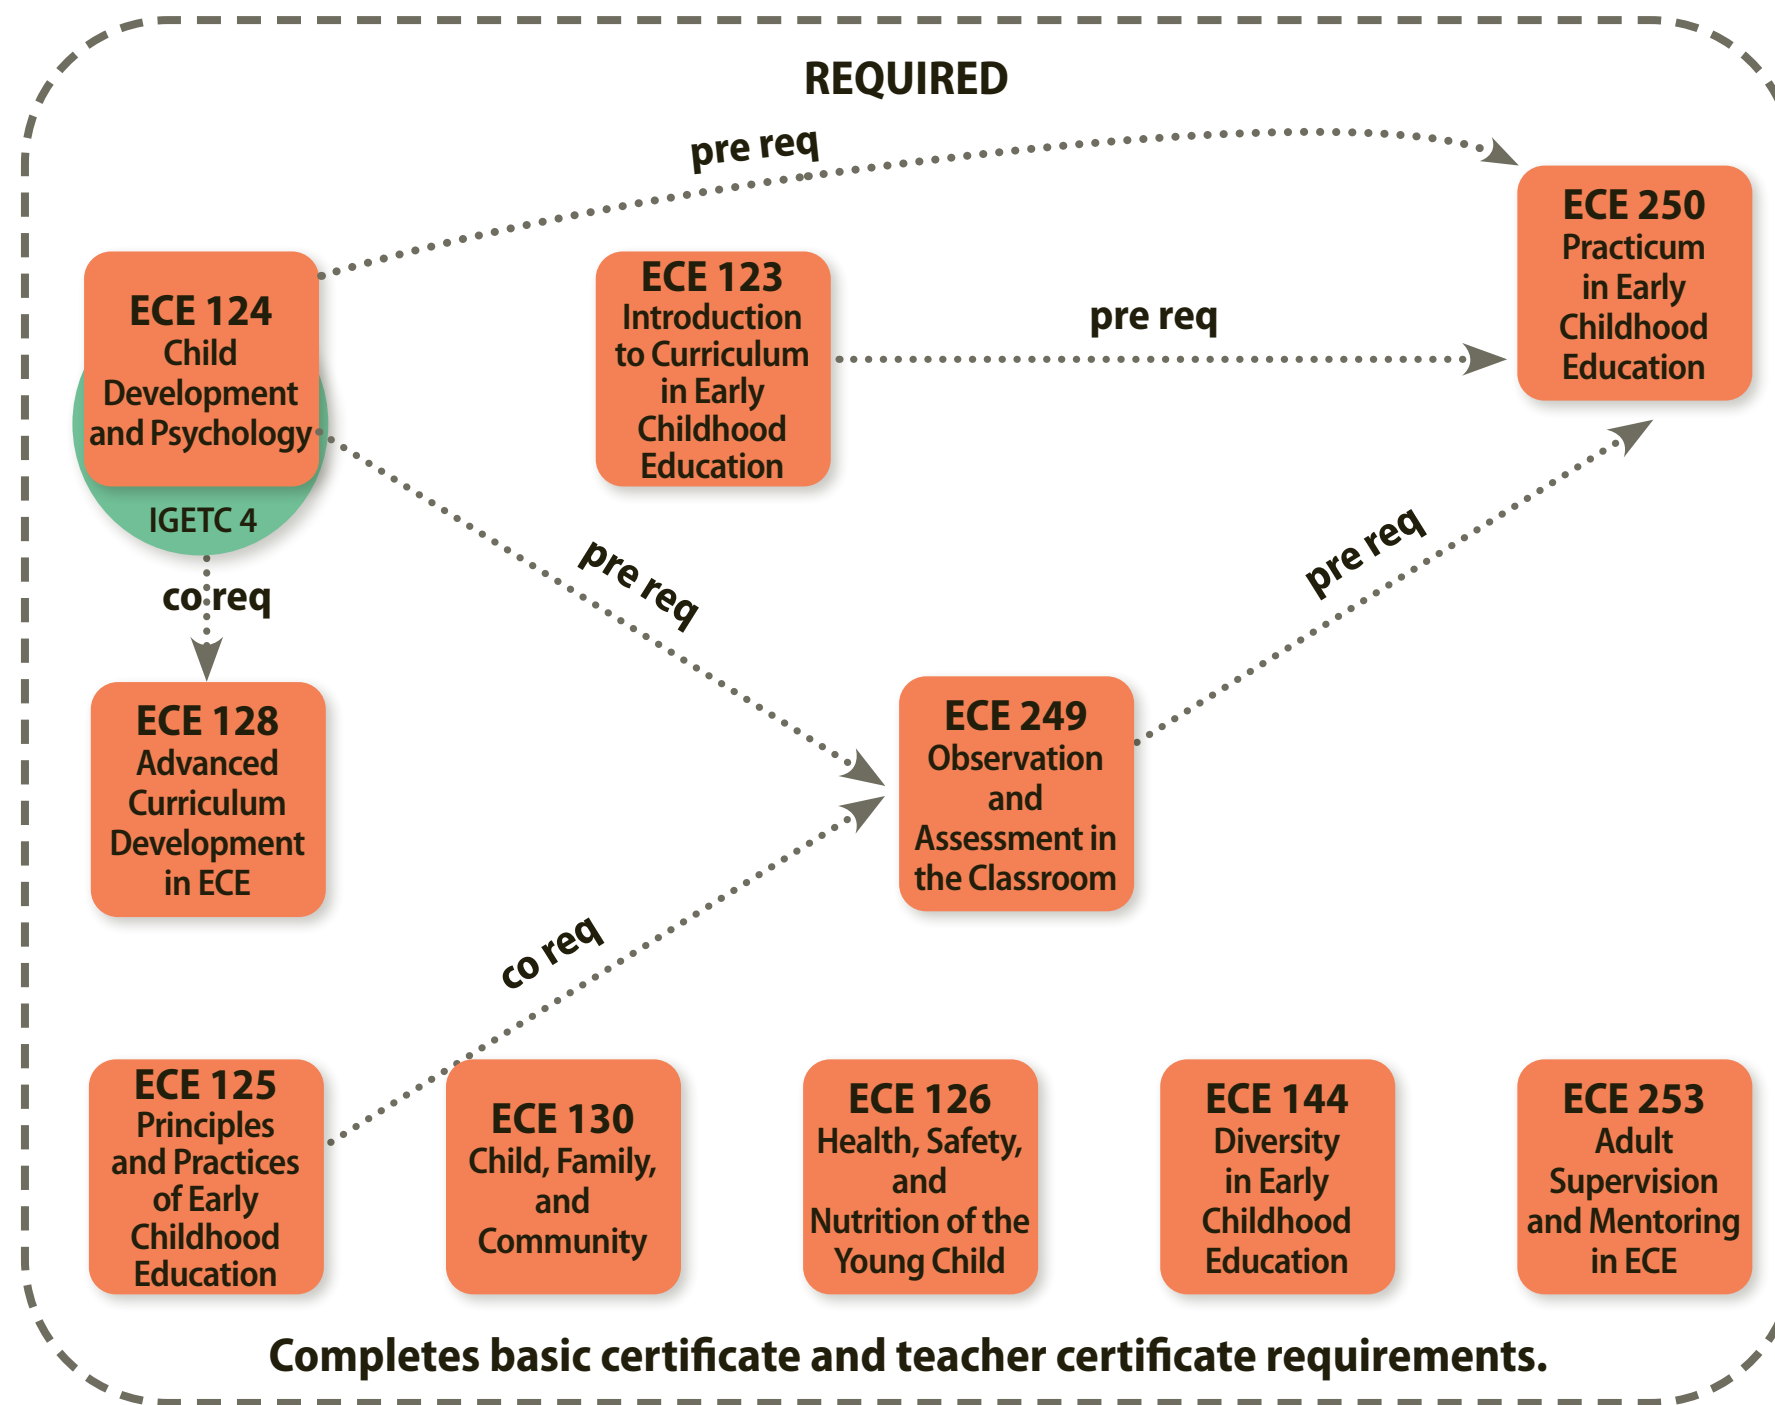 REQUIRED
pre req
ECE 250
Practicum
in Early
Childhood
Education
ECE 124
Child
Development
and Psychology
IGETC 4
ECE 123
Introduction
to Curriculum
in Early
Childhood
Education
pre req
co req
pre req
pre req
ECE 128
Advanced
Curriculum
Development
in ECE
ECE 249
Observation
and
Assessment in
the Classroom
co req
ECE 125
Principles
and Practices
of Early
Childhood
Education
ECE 130
Child, Family,
and
Community
ECE 126
Health, Safety,
and
Nutrition of the
Young Child
ECE 144
Diversity
in Early
Childhood
Education
ECE 253
Adult
Supervision
and Mentoring
in ECE
Completes basic certificate and teacher certificate requirements.